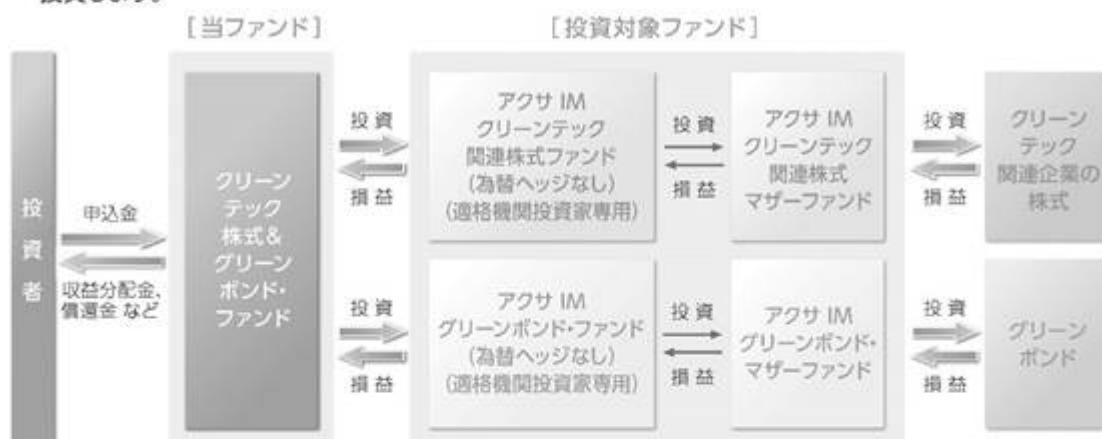 投資します。
[当ファンド]
[投資対象ファンド]
投資者
申込金
収益分配金、
償還金 など
クリーン
テック
株式&
グリーン
ボンド・
ファンド
投資
損益
アクサ IM
クリーンテック
関連株式ファンド
(為替ヘッジなし)
(適格機関投資家専用)
投資
損益
アクサ IM
クリーンテック
関連株式
マザーファンド
投資
損益
クリーン
テック
関連企業の
株式
投資
損益
アクサ IM
グリーンボンド・ファンド
(為替ヘッジなし)
(適格機関投資家専用)
投資
損益
アクサ IM
グリーンボンド・
マザーファンド
投資
損益
グリーン
ボンド